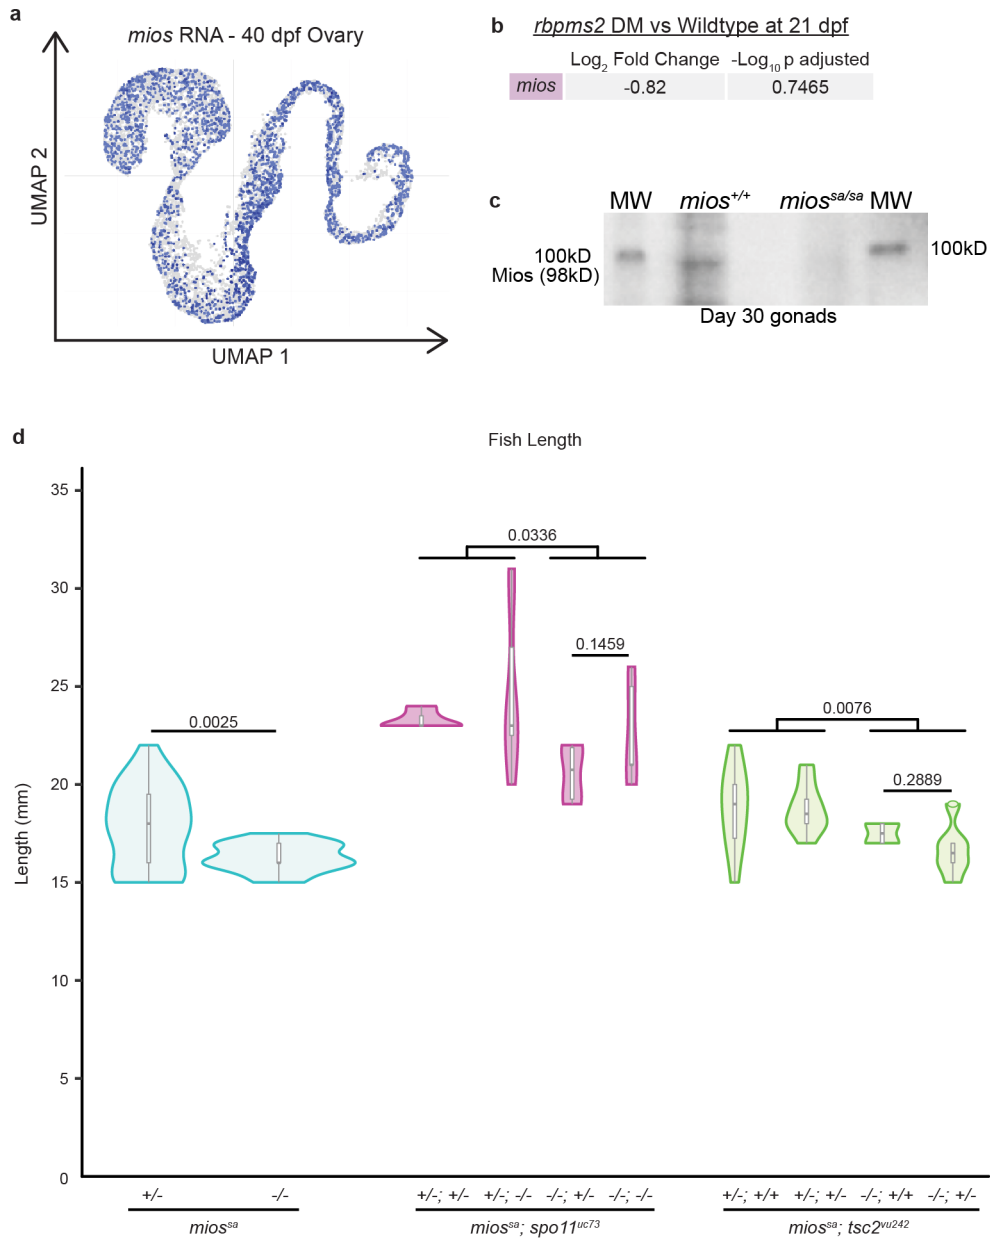 a
mios RNA - 40 dpf Ovary
UMAP 2
UMAP 1
b
rbpms2 DM vs Wildtype at 21 dpf
Log2 Fold Change -Log10 p adjusted
mios -0.82 0.7465
c
MW mios+/+ miossa/sa MW
100kD
Mios (98kD)
100kD
Day 30 gonads
d
Fish Length
Length (mm)
35
30
25
20
15
10
5
0
0.0025
0.0336
0.1459
0.0076
0.2889
+/- -/- +/-; +/- +/-; -/- -/-; +/- -/-; -/- +/-; +/+ +/-; +/- -/-; +/+ -/-; +/-
miossa miossa; spo11uc73 miossa; tsc2vu242